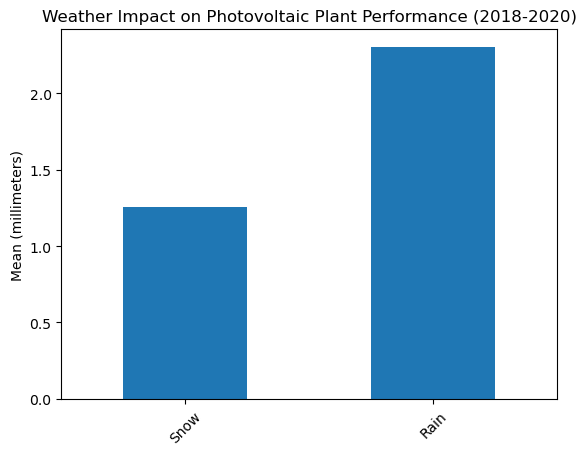 Weather Impact on Photovoltaic Plant Performance (2018-2020)
Mean (millimeters)
2.0
1.5
1.0
0.5
0.0
Snow
Rain